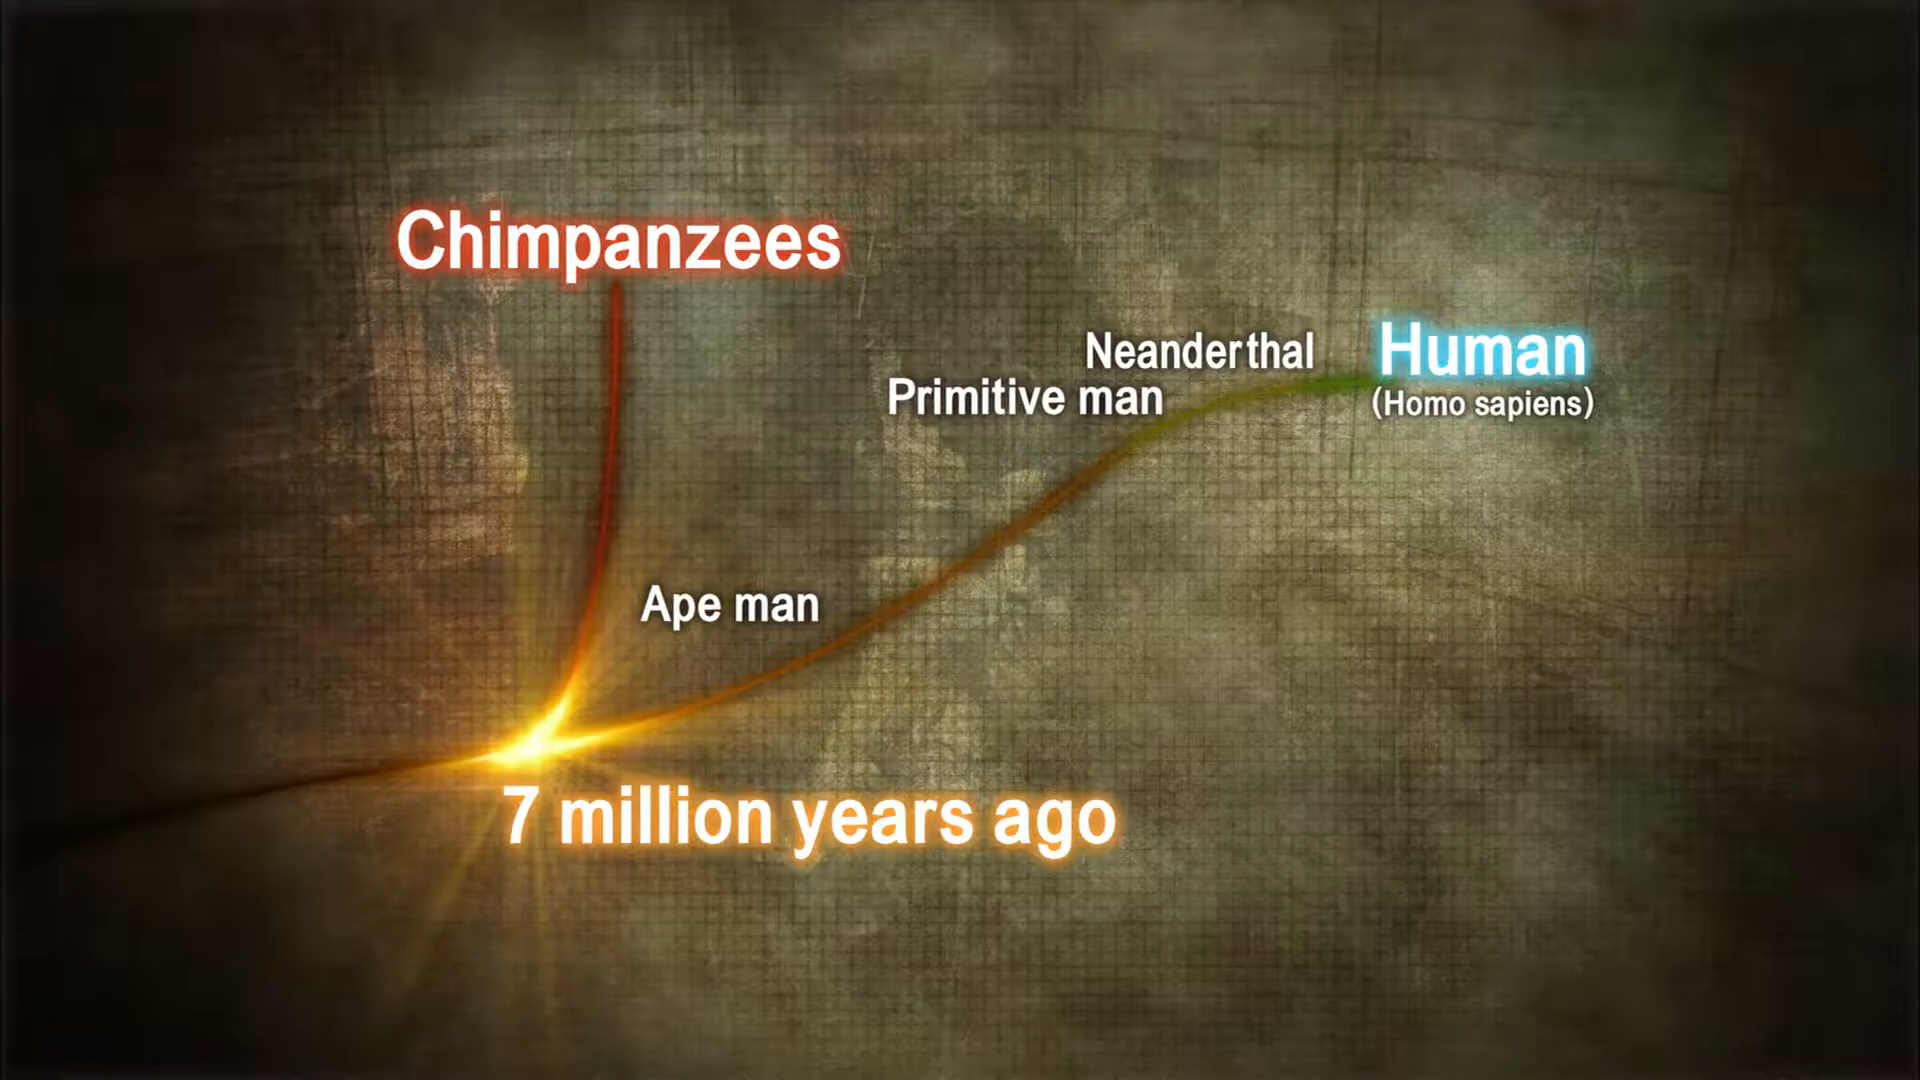 Chimpanzees
Neanderthal
Human
Primitive man
(Homo sapiens)
Ape man
7 million years ago